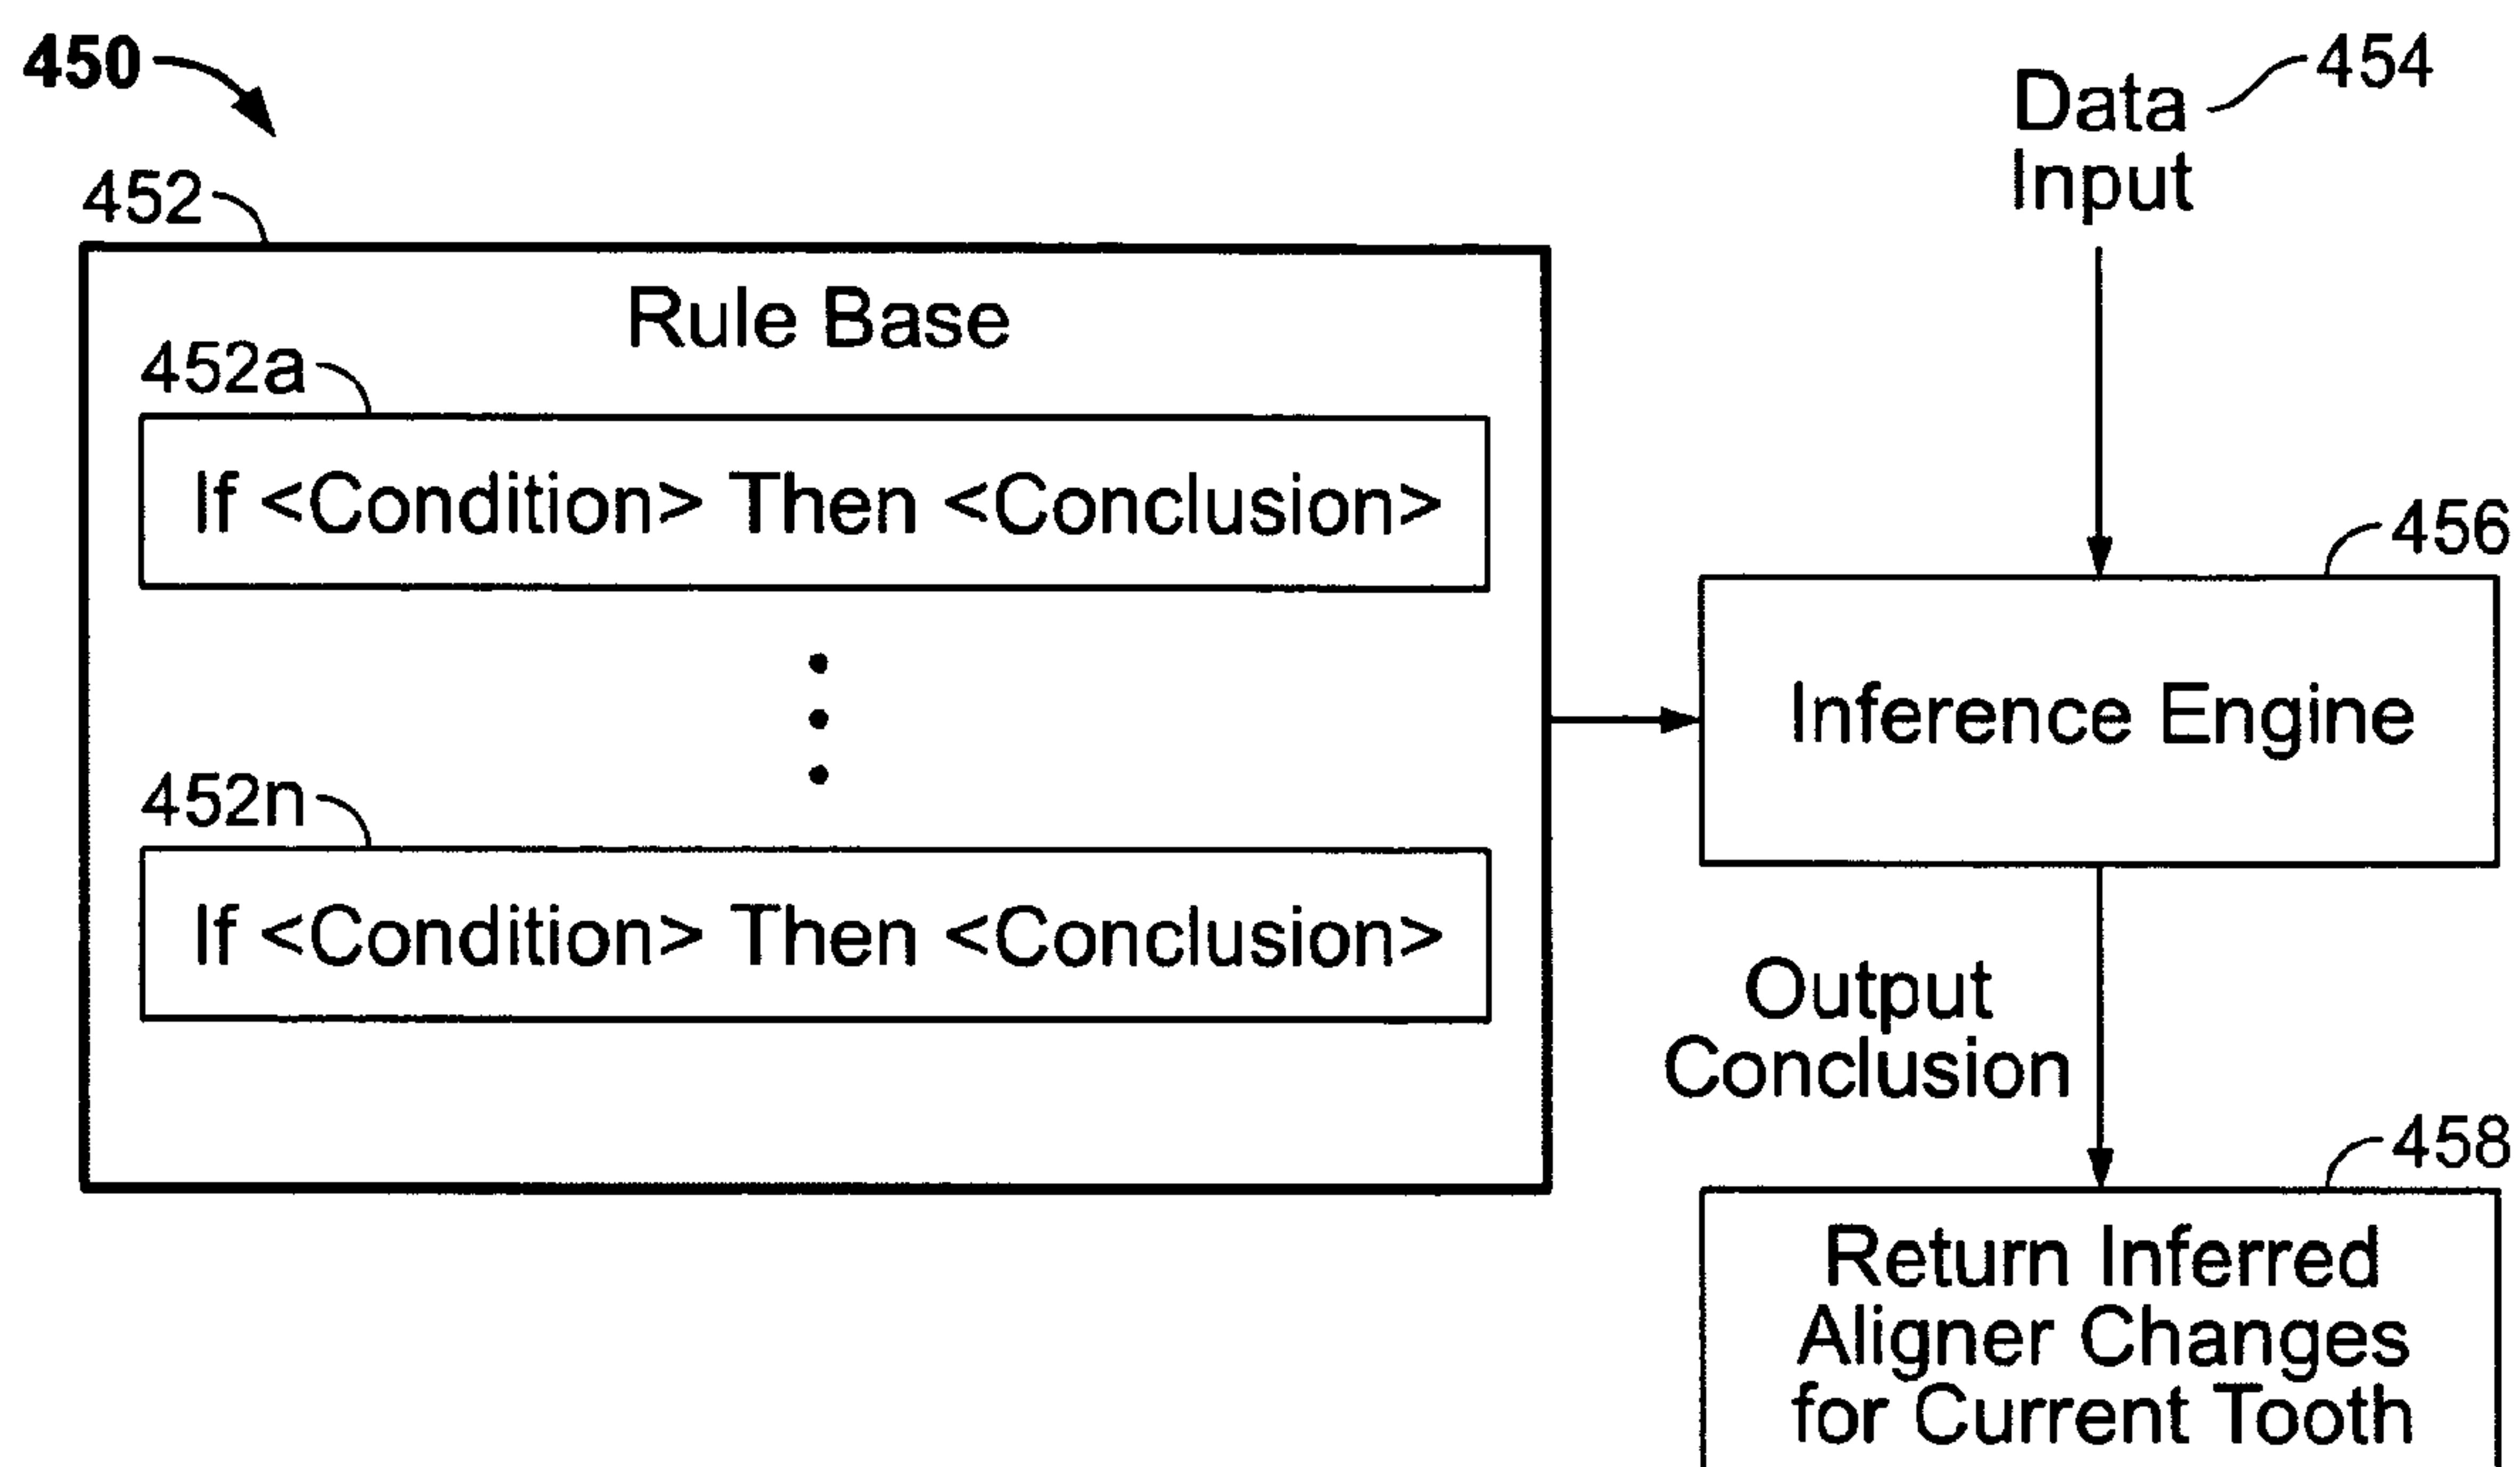 450
452
Rule Base
452a
If <Condition> Then <Conclusion>
452n
If <Condition> Then <Conclusion>
454
Data
Input
456
Inference Engine
Output
Conclusion
458
Return Inferred
Aligner Changes
for Current Tooth